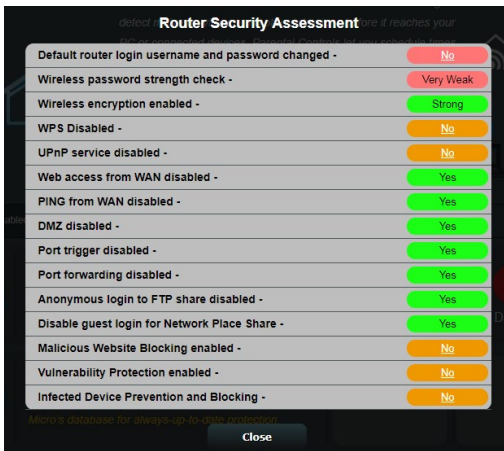 Router Security Assessment
Default router login username and password changed - No
Wireless password strength check - Very Weak
Wireless encryption enabled - Strong
WPS Disabled - No
UPnP service disabled - No
Web access from WAN disabled - Yes
PING from WAN disabled - Yes
DMZ disabled - Yes
Port trigger disabled - Yes
Port forwarding disabled - Yes
Anonymous login to FTP share disabled - Yes
Disable guest login for Network Place Share - Yes
Malicious Website Blocking enabled - No
Vulnerability Protection enabled - No
Infected Device Prevention and Blocking - No
Micro's database for always-up-to-date protection.
Close